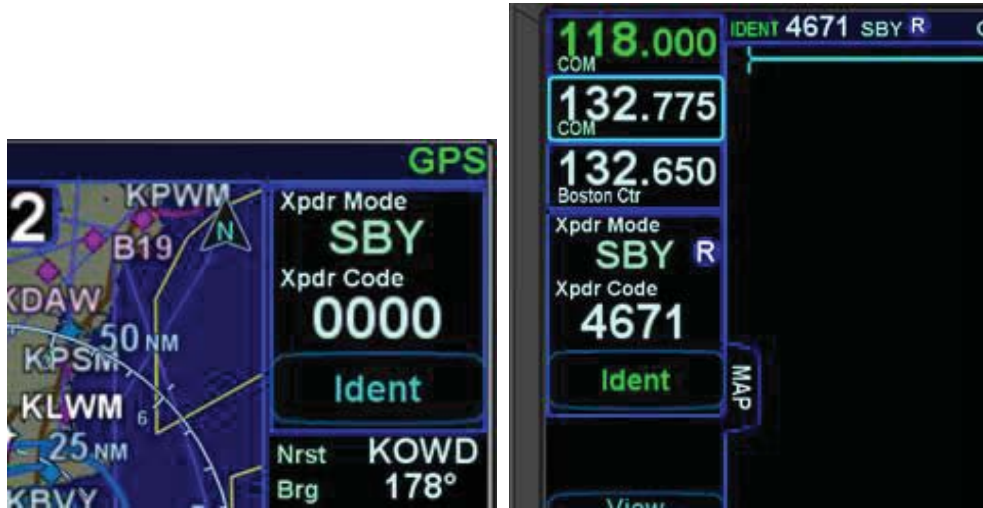 GPS
2
KPWM
N
B19
KDAW
50 NM
KPSM
KLWM
6
25 NM
KBVY
Xpdr Mode
SBY
Xpdr Code
0000
Ident
Nrst KOWD
Brg 178°
118.000
COM
132.775
COM
132.650
Boston Ctr
Xpdr Mode
SBY R
Xpdr Code
4671
Ident
View
IDENT 4671 SBY R
MAP